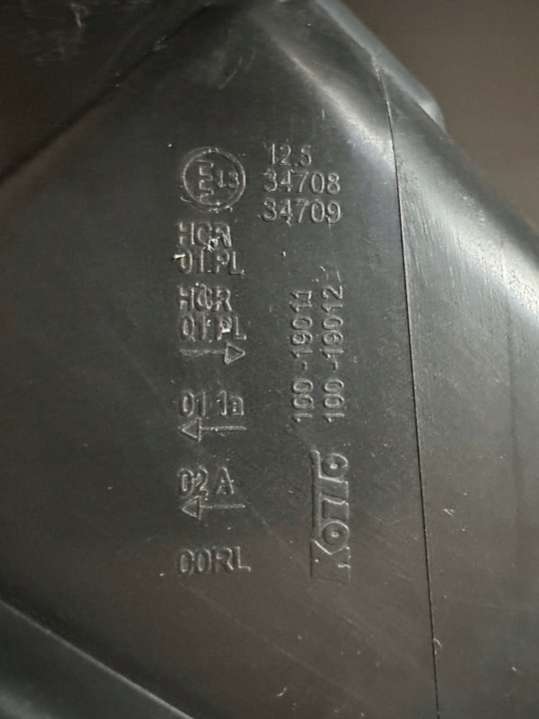 E13
12.5
34708
34709
HCR
01.PL
HCR
01.PL
01 1a
02 A
00RL
100-19011
100-19012
KOITO